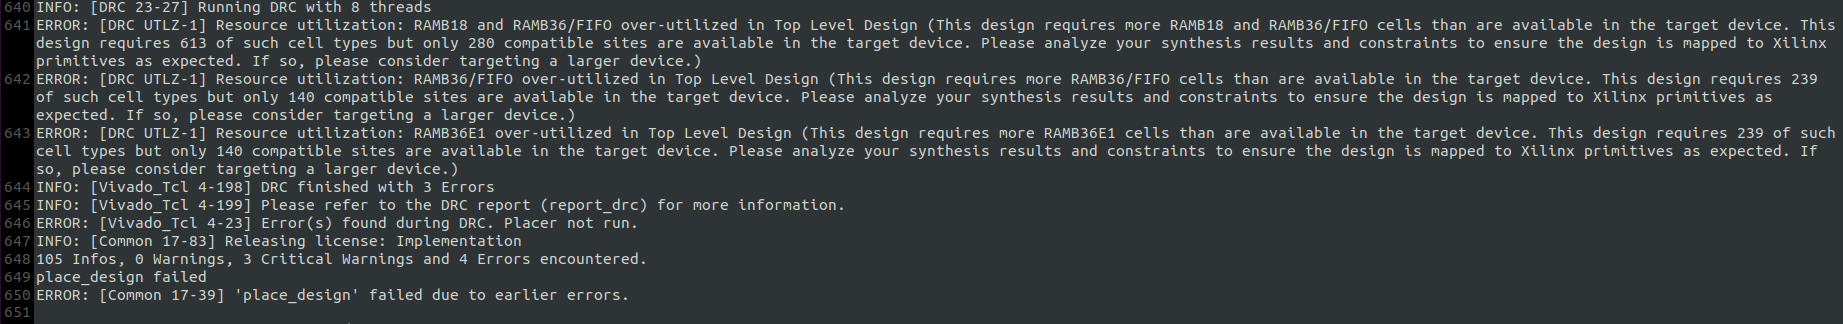 640 INFO: [DRC 23-27] Running DRC with 8 threads
641 ERROR: [DRC UTLZ-1] Resource utilization: RAMB18 and RAMB36/FIFO over-utilized in Top Level Design (This design requires more RAMB18 and RAMB36/FIFO cells than are available in the target device. This
design requires 613 of such cell types but only 280 compatible sites are available in the target device. Please analyze your synthesis results and constraints to ensure the design is mapped to Xilinx
primitives as expected. If so, please consider targeting a larger device.)
642 ERROR: [DRC UTLZ-1] Resource utilization: RAMB36/FIFO over-utilized in Top Level Design (This design requires more RAMB36/FIFO cells than are available in the target device. This design requires 239
of such cell types but only 140 compatible sites are available in the target device. Please analyze your synthesis results and constraints to ensure the design is mapped to Xilinx primitives as
expected. If so, please consider targeting a larger device.)
643 ERROR: [DRC UTLZ-1] Resource utilization: RAMB36E1 over-utilized in Top Level Design (This design requires more RAMB36E1 cells than are available in the target device. This design requires 239 of such
cell types but only 140 compatible sites are available in the target device. Please analyze your synthesis results and constraints to ensure the design is mapped to Xilinx primitives as expected. If
so, please consider targeting a larger device.)
644 INFO: [Vivado_Tcl 4-198] DRC finished with 3 Errors
645 INFO: [Vivado_Tcl 4-199] Please refer to the DRC report (report_drc) for more information.
646 ERROR: [Vivado_Tcl 4-23] Error(s) found during DRC. Placer not run.
647 INFO: [Common 17-83] Releasing license: Implementation
648 105 Infos, 0 Warnings, 3 Critical Warnings and 4 Errors encountered.
649 place_design failed
650 ERROR: [Common 17-39] 'place_design' failed due to earlier errors.
651